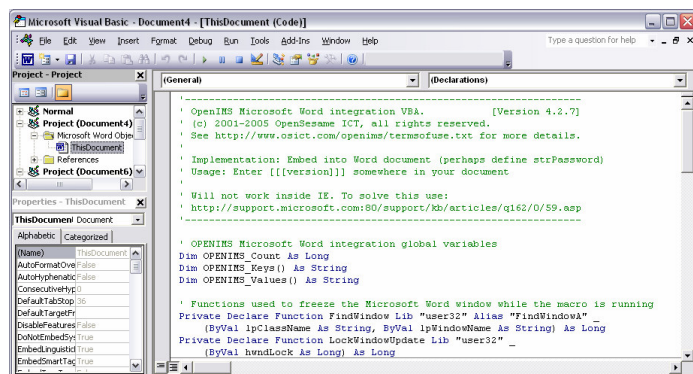 Microsoft Visual Basic - Document4 - [ThisDocument (Code)]
File Edit View Insert Format Debug Run Tools Add-Ins Window Help Type a question for help
Project - Project
(General) (Declarations)
Normal
Project (Document4)
Microsoft Word Objec
ThisDocument
References
Project (Document6)
Properties - ThisDocument
ThisDocument Document
Alphabetic Categorized
(Name) ThisDocument
AutoFormatOve False
AutoHyphenatic False
ConsecutiveHyp 0
DefaultTabStop 36
DefaultTargetFr
DisableFeatures False
DoNotEmbedSys True
EmbedLinguistid True
EmbedSmartTag True
'-----------------------------------------------------------------
' OpenIMS Microsoft Word integration VBA. [Version 4.2.7]
' (c) 2001-2005 OpenSesame ICT, all rights reserved.
' See http://www.osict.com/openims/termsofuse.txt for more details.
'
' Implementation: Embed into Word document (perhaps define strPassword)
' Usage: Enter [[[version]]] somewhere in your document
'
' Will not work inside IE. To solve this use:
' http://support.microsoft.com:80/support/kb/articles/q162/0/59.asp
'-----------------------------------------------------------------
' OPENIMS Microsoft Word integration global variables
Dim OPENIMS_Count As Long
Dim OPENIMS_Keys() As String
Dim OPENIMS_Values() As String
' Functions used to freeze the Microsoft Word window while the macro is running
Private Declare Function FindWindow Lib "user32" Alias "FindWindowA" _
(ByVal lpClassName As String, ByVal lpWindowName As String) As Long
Private Declare Function LockWindowUpdate Lib "user32" _
(ByVal hwndLock As Long) As Long